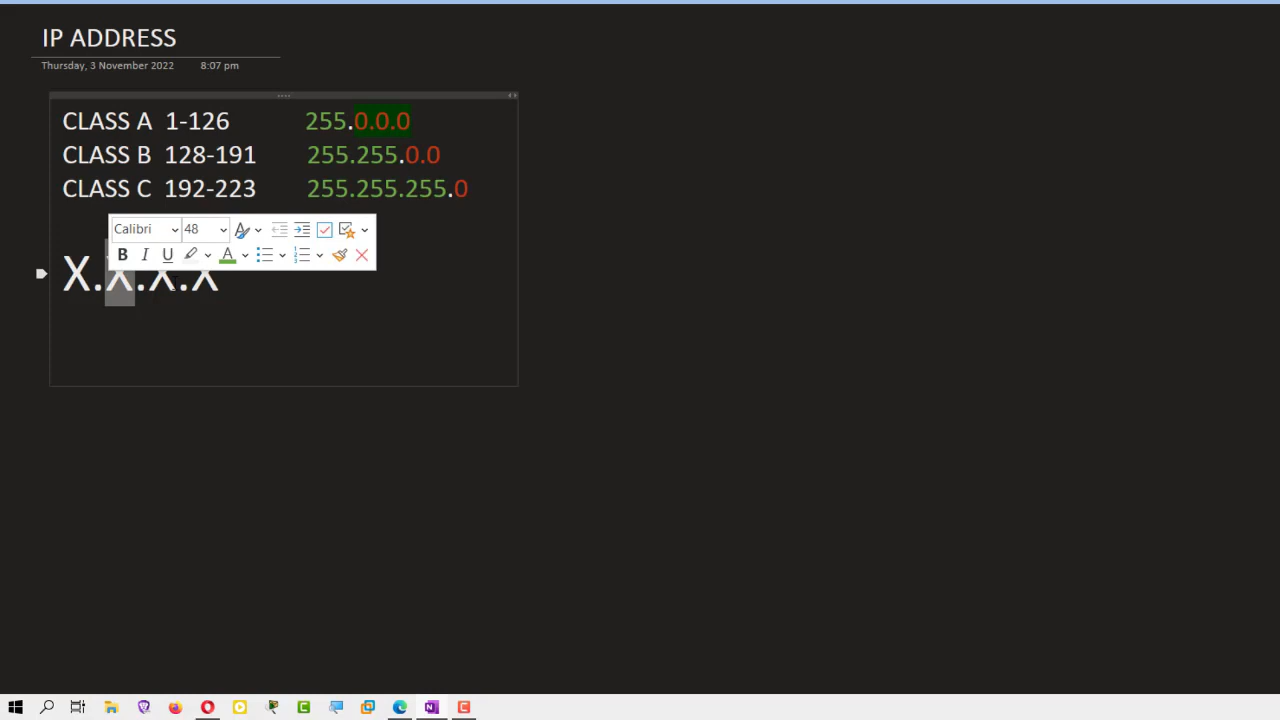 IP ADDRESS
Thursday, 3 November 2022 8:07 pm
CLASS A 1-126 255.0.0.0
CLASS B 128-191 255.255.0.0
CLASS C 192-223 255.255.255.0
Calibri 48
B I U A
X.X.X.X